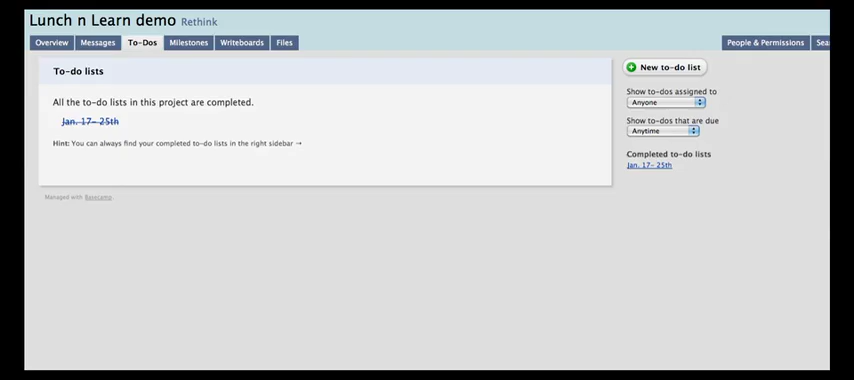 Lunch n Learn demo Rethink
Overview Messages To-Dos Milestones Writeboards Files People & Permissions
To-do lists
New to-do list
All the to-do lists in this project are completed.
Jan. 17- 25th
Hint: You can always find your completed to-do lists in the right sidebar →
Show to-dos assigned to
Anyone
Show to-dos that are due
Anytime
Completed to-do lists
Jan. 17- 25th
Managed with Basecamp.